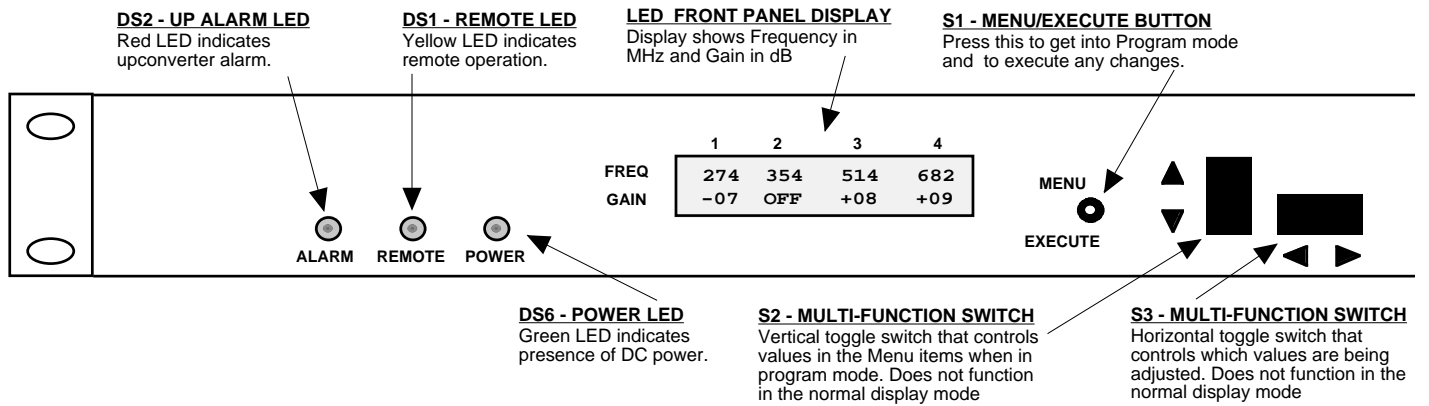 DS2 - UP ALARM LED
Red LED indicates
upconverter alarm.
DS1 - REMOTE LED
Yellow LED indicates
remote operation.
LED FRONT PANEL DISPLAY
Display shows Frequency in
MHz and Gain in dB
S1 - MENU/EXECUTE BUTTON
Press this to get into Program mode
and to execute any changes.
1 2 3 4
FREQ 274 354 514 682
GAIN -07 OFF +08 +09
MENU
EXECUTE
ALARM REMOTE POWER
DS6 - POWER LED
Green LED indicates
presence of DC power.
S2 - MULTI-FUNCTION SWITCH
Vertical toggle switch that controls
values in the Menu items when in
program mode. Does not function
in the normal display mode
S3 - MULTI-FUNCTION SWITCH
Horizontal toggle switch that
controls which values are being
adjusted. Does not function in the
normal display mode